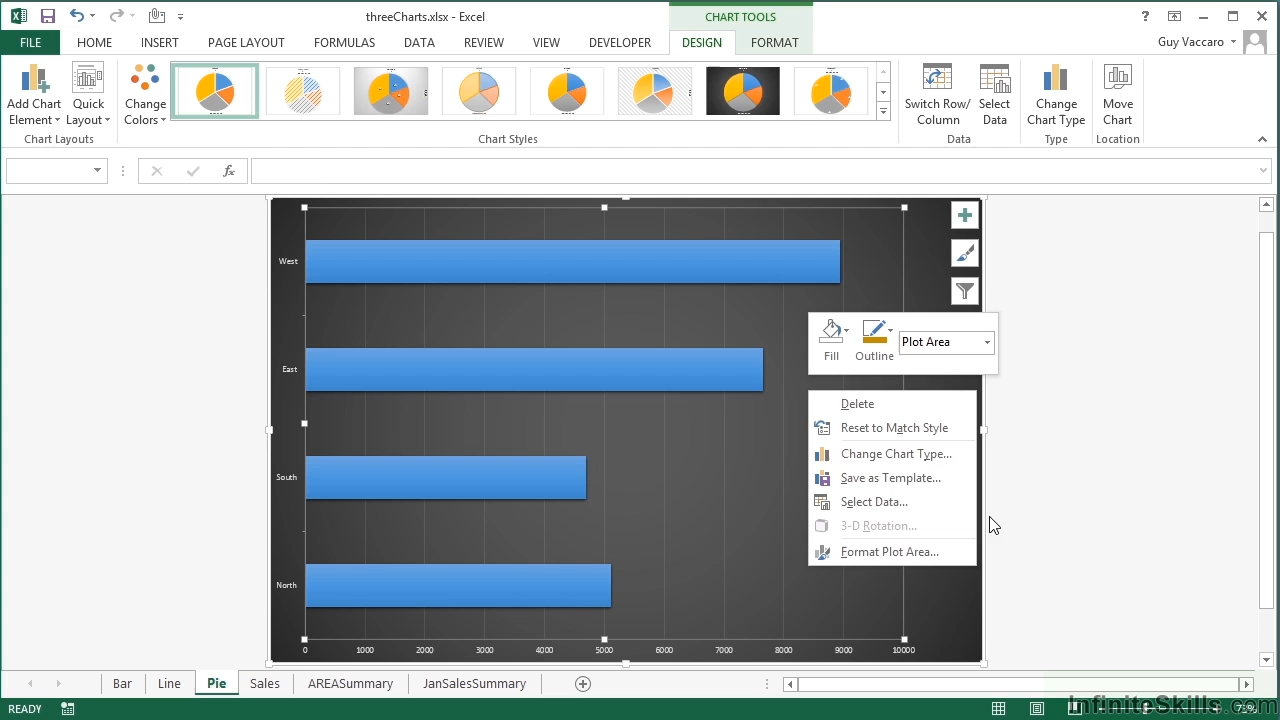 threeCharts.xlsx - Excel
CHART TOOLS
?
FILE
HOME
INSERT
PAGE LAYOUT
FORMULAS
DATA
REVIEW
VIEW
DEVELOPER
DESIGN
FORMAT
Guy Vaccaro
Add Chart Element
Quick Layout
Change Colors
Switch Row/ Column
Select Data
Change Chart Type
Move Chart
Chart Layouts
Chart Styles
Data
Type
Location
fx
West
East
South
North
0 1000 2000 3000 4000 5000 6000 7000 8000 9000 10000
Fill
Outline
Plot Area
Delete
Reset to Match Style
Change Chart Type...
Save as Template...
Select Data...
3-D Rotation...
Format Plot Area...
Bar
Line
Pie
Sales
AREASummary
JanSalesSummary
READY
InfiniteSkills.com